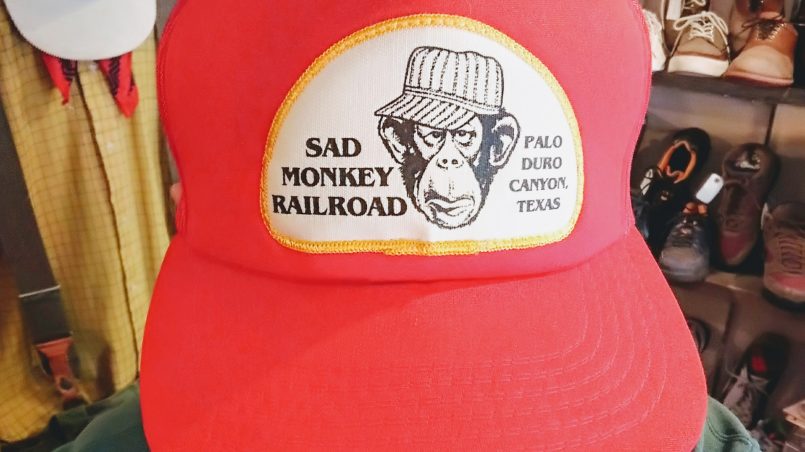 SAD
MONKEY
RAILROAD
PALO
DURO
CANYON,
TEXAS